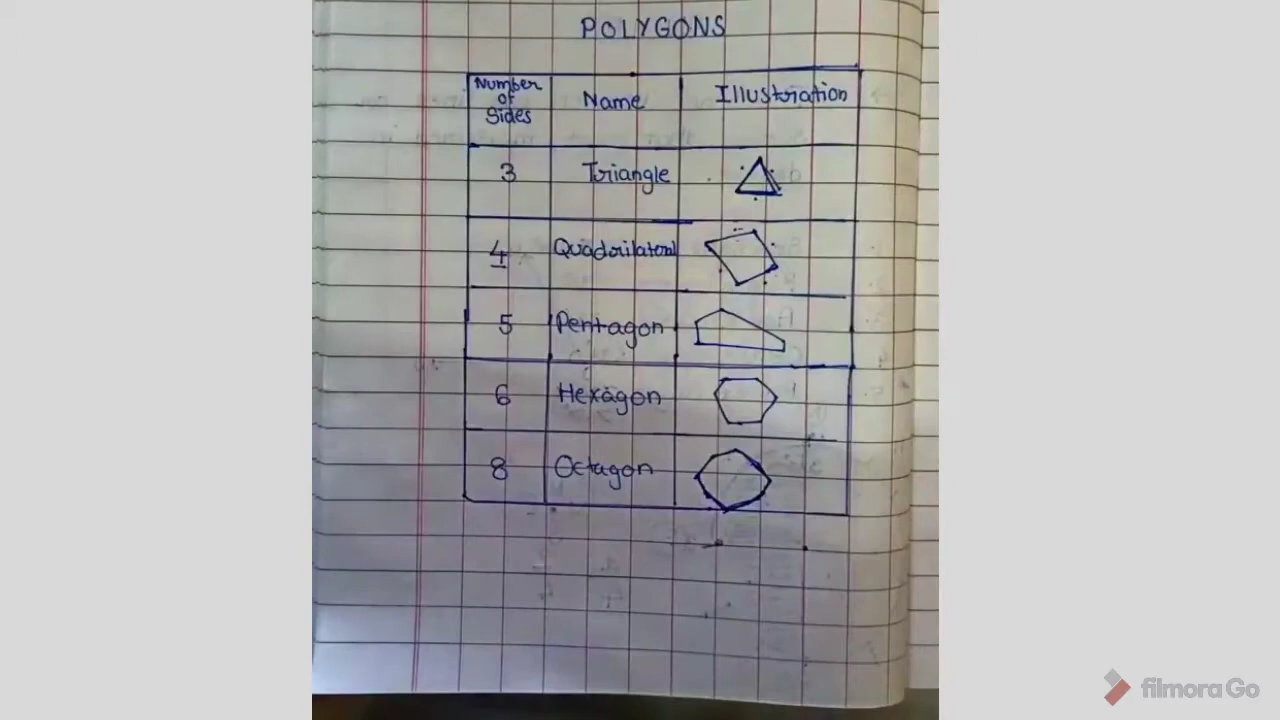 POLYGONS
Number of Sides Name Illustration
3 Triangle
4 Quadrilateral
5 Pentagon
6 Hexagon
8 Octagon
filmora Go